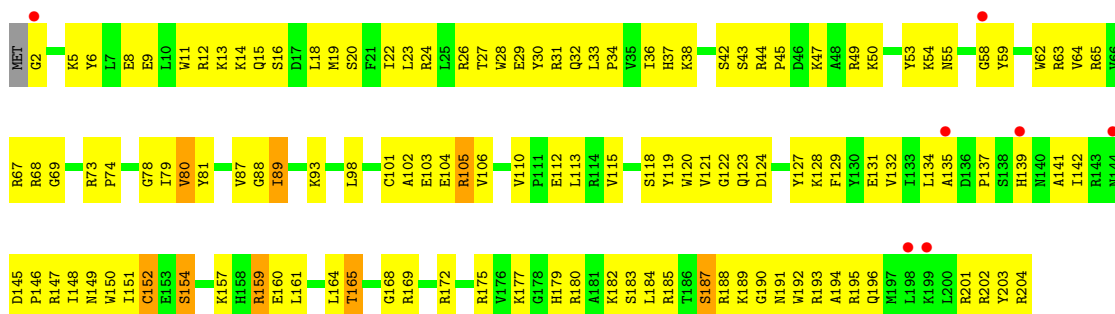 MET G2 K5 Y6 L7 E8 E9 L10 W11 R12 K13 K14 Q15 S16 D17 L18 M19 S20 F21 I22 L23 R24 L25 R26 T27 W28 E29 Y30 R31 Q32 L33 P34 V35 I36 H37 K38 S42 S43 R44 P45 D46 K47 A48 R49 K50 Y53 K54 N55 G58 Y59 W62 R63 V64 R65 V66
R67 R68 G69 R73 P74 G78 I79 V80 Y81 V87 G88 I89 K93 L98 C101 A102 E103 E104 R105 V106 V110 P111 E112 L113 R114 V115 S118 Y119 W120 V121 G122 Q123 D124 Y127 K128 F129 Y130 E131 V132 I133 L134 A135 D136 P137 S138 H139 N140 A141 I142 R143 N144
D145 P146 R147 I148 N149 W150 I151 C152 E153 S154 K157 H158 R159 E160 L161 L164 T165 G168 R169 R172 R175 V176 K177 G178 H179 R180 A181 K182 S183 L184 R185 T186 S187 R188 K189 G190 N191 W192 R193 A194 R195 Q196 M197 L198 K199 L200 R201 R202 Y203 R204